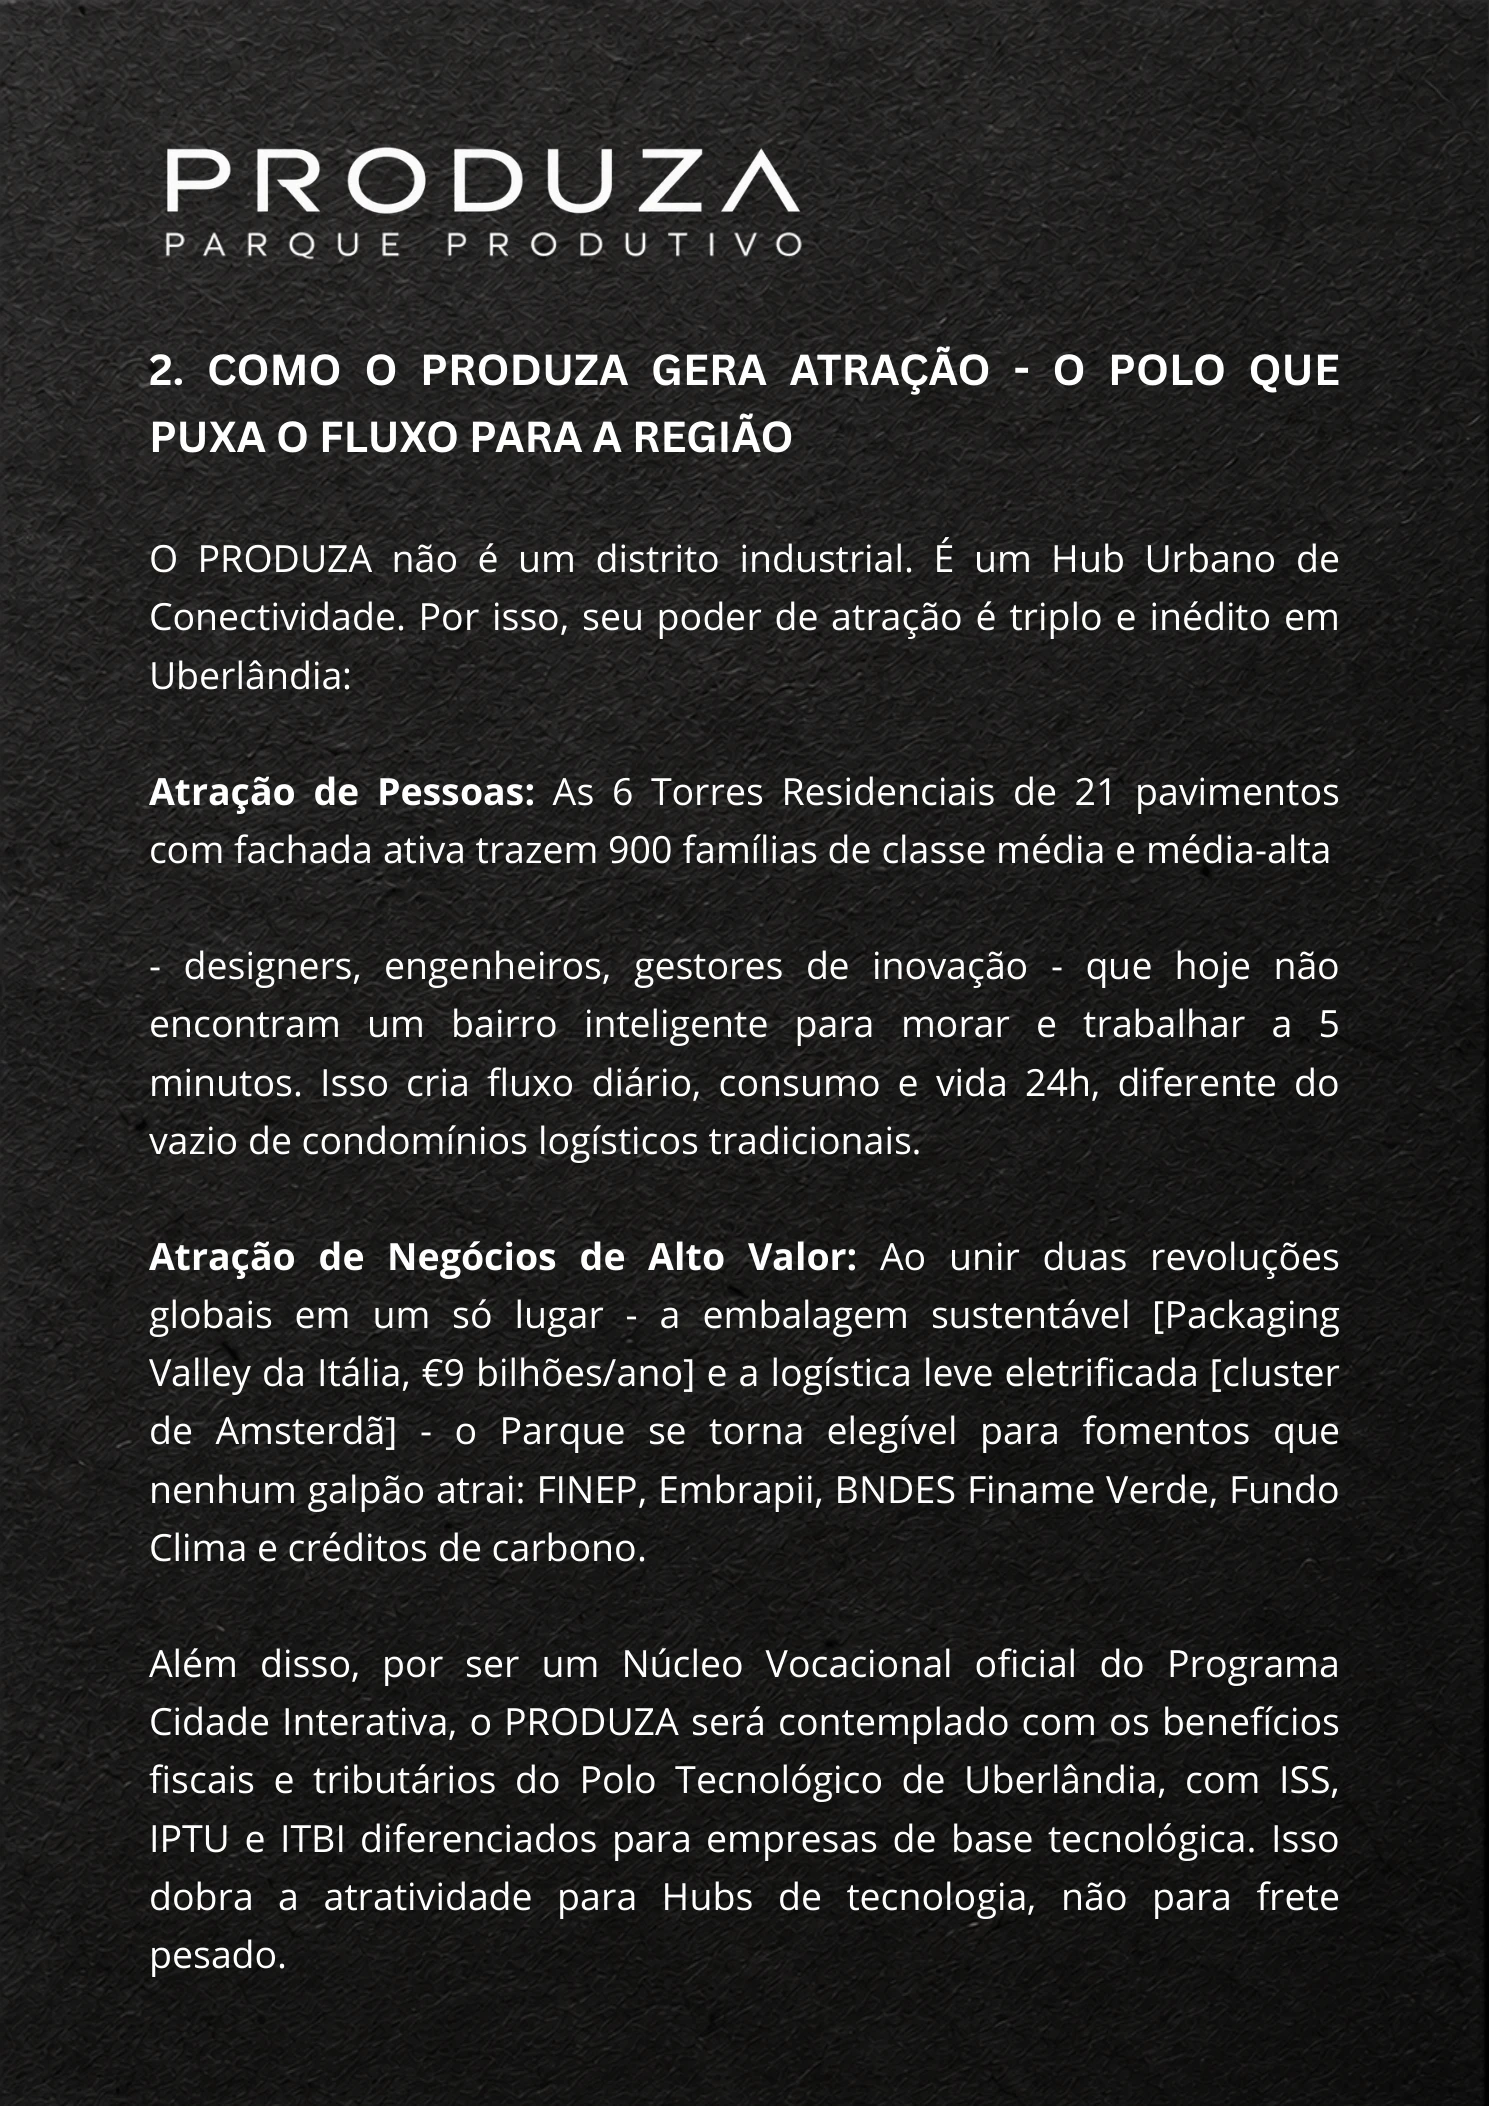 PRODUZA
PARQUE PRODUTIVO
2. COMO O PRODUZA GERA ATRAÇÃO - O POLO QUE
PUXA O FLUXO PARA A REGIÃO
O PRODUZA não é um distrito industrial. É um Hub Urbano de
Conectividade. Por isso, seu poder de atração é triplo e inédito em
Uberlândia:
Atração de Pessoas: As 6 Torres Residenciais de 21 pavimentos
com fachada ativa trazem 900 famílias de classe média e média-alta
- designers, engenheiros, gestores de inovação - que hoje não
encontram um bairro inteligente para morar e trabalhar a 5
minutos. Isso cria fluxo diário, consumo e vida 24h, diferente do
vazio de condomínios logísticos tradicionais.
Atração de Negócios de Alto Valor: Ao unir duas revoluções
globais em um só lugar - a embalagem sustentável [Packaging
Valley da Itália, €9 bilhões/ano] e a logística leve eletrificada [cluster
de Amsterdã] - o Parque se torna elegível para fomentos que
nenhum galpão atrai: FINEP, Embrapii, BNDES Finame Verde, Fundo
Clima e créditos de carbono.
Além disso, por ser um Núcleo Vocacional oficial do Programa
Cidade Interativa, o PRODUZA será contemplado com os benefícios
fiscais e tributários do Polo Tecnológico de Uberlândia, com ISS,
IPTU e ITBI diferenciados para empresas de base tecnológica. Isso
dobra a atratividade para Hubs de tecnologia, não para frete
pesado.